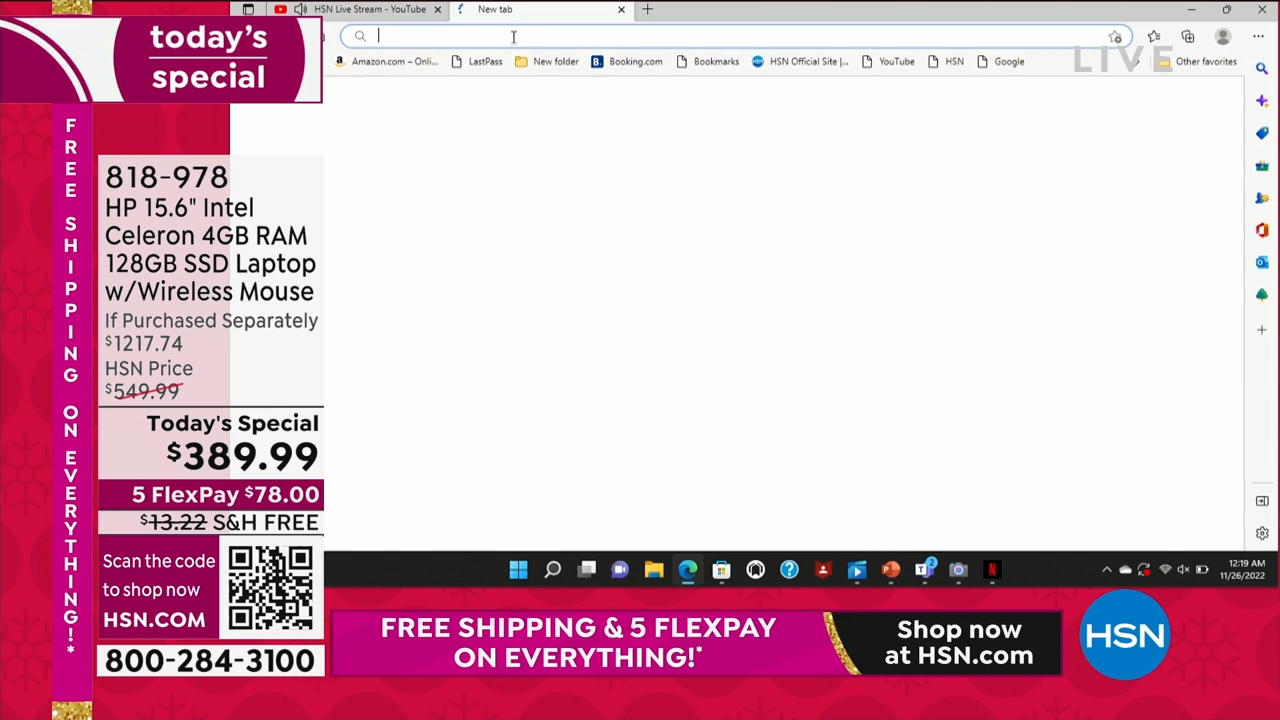 today's
special
FREE SHIPPING ON EVERYTHING!*
818-978
HP 15.6" Intel
Celeron 4GB RAM
128GB SSD Laptop
w/Wireless Mouse
If Purchased Separately
$1217.74
HSN Price
$549.99
Today's Special
$389.99
5 FlexPay $78.00
$13.22 S&H FREE
Scan the code
to shop now
HSN.COM
800-284-3100
HSN Live Stream - YouTube
New tab
LIVE
Amazon.com – Onli...
LastPass
New folder
Booking.com
Bookmarks
HSN Official Site |...
YouTube
HSN
Google
Other favorites
2
12:19 AM
11/26/2022
FREE SHIPPING & 5 FLEXPAY
ON EVERYTHING!*
Shop now
at HSN.com
HSN